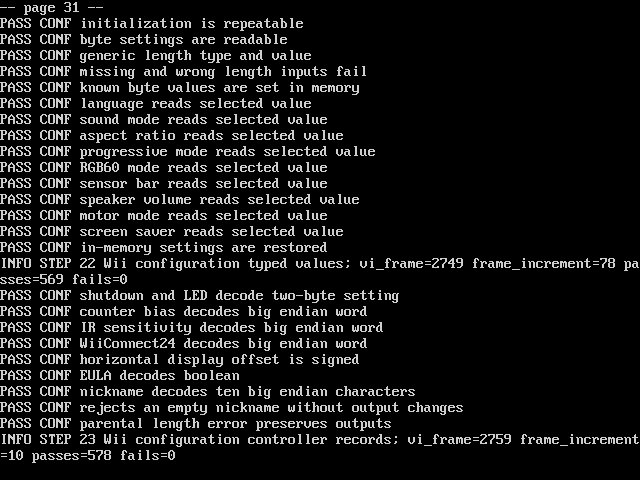 -- page 31 --
PASS CONF initialization is repeatable
PASS CONF byte settings are readable
PASS CONF generic length type and value
PASS CONF missing and wrong length inputs fail
PASS CONF known byte values are set in memory
PASS CONF language reads selected value
PASS CONF sound mode reads selected value
PASS CONF aspect ratio reads selected value
PASS CONF progressive mode reads selected value
PASS CONF RGB60 mode reads selected value
PASS CONF sensor bar reads selected value
PASS CONF speaker volume reads selected value
PASS CONF motor mode reads selected value
PASS CONF screen saver reads selected value
PASS CONF in-memory settings are restored
INFO STEP 22 Wii configuration typed values; vi_frame=2749 frame_increment=78 pa
sses=569 fails=0
PASS CONF shutdown and LED decode two-byte setting
PASS CONF counter bias decodes big endian word
PASS CONF IR sensitivity decodes big endian word
PASS CONF WiiConnect24 decodes big endian word
PASS CONF horizontal display offset is signed
PASS CONF EULA decodes boolean
PASS CONF nickname decodes ten big endian characters
PASS CONF rejects an empty nickname without output changes
PASS CONF parental length error preserves outputs
INFO STEP 23 Wii configuration controller records; vi_frame=2759 frame_increment
=10 passes=578 fails=0